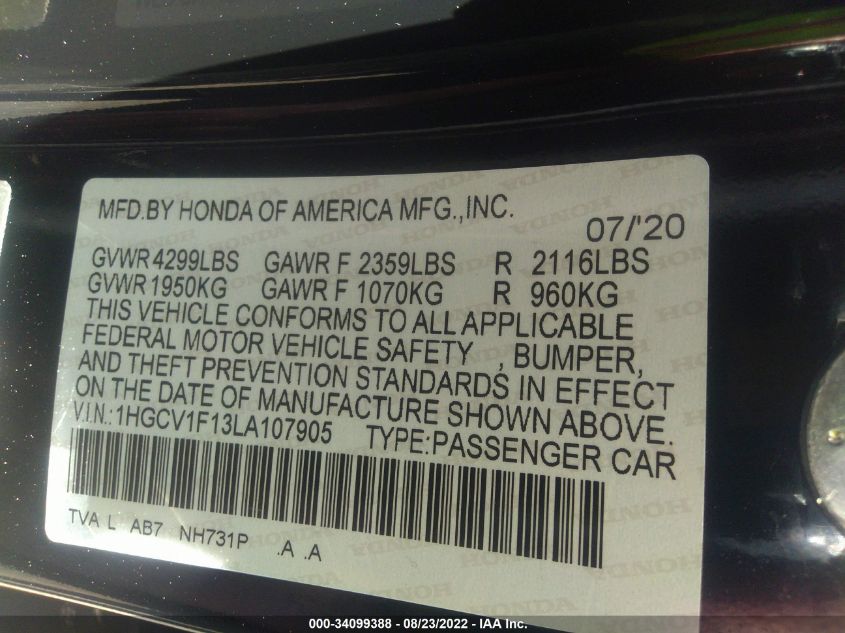 MFD.BY HONDA OF AMERICA MFG.,INC.
07/'20
GVWR 4299LBS GAWR F 2359LBS R 2116LBS
GVWR 1950KG GAWR F 1070KG R 960KG
THIS VEHICLE CONFORMS TO ALL APPLICABLE
FEDERAL MOTOR VEHICLE SAFETY , BUMPER,
AND THEFT PREVENTION STANDARDS IN EFFECT
ON THE DATE OF MANUFACTURE SHOWN ABOVE.
V.I.N.:1HGCV1F13LA107905 TYPE:PASSENGER CAR
TVA L AB7 NH731P .A .A
000-34099388 - 08/23/2022 - IAA Inc.